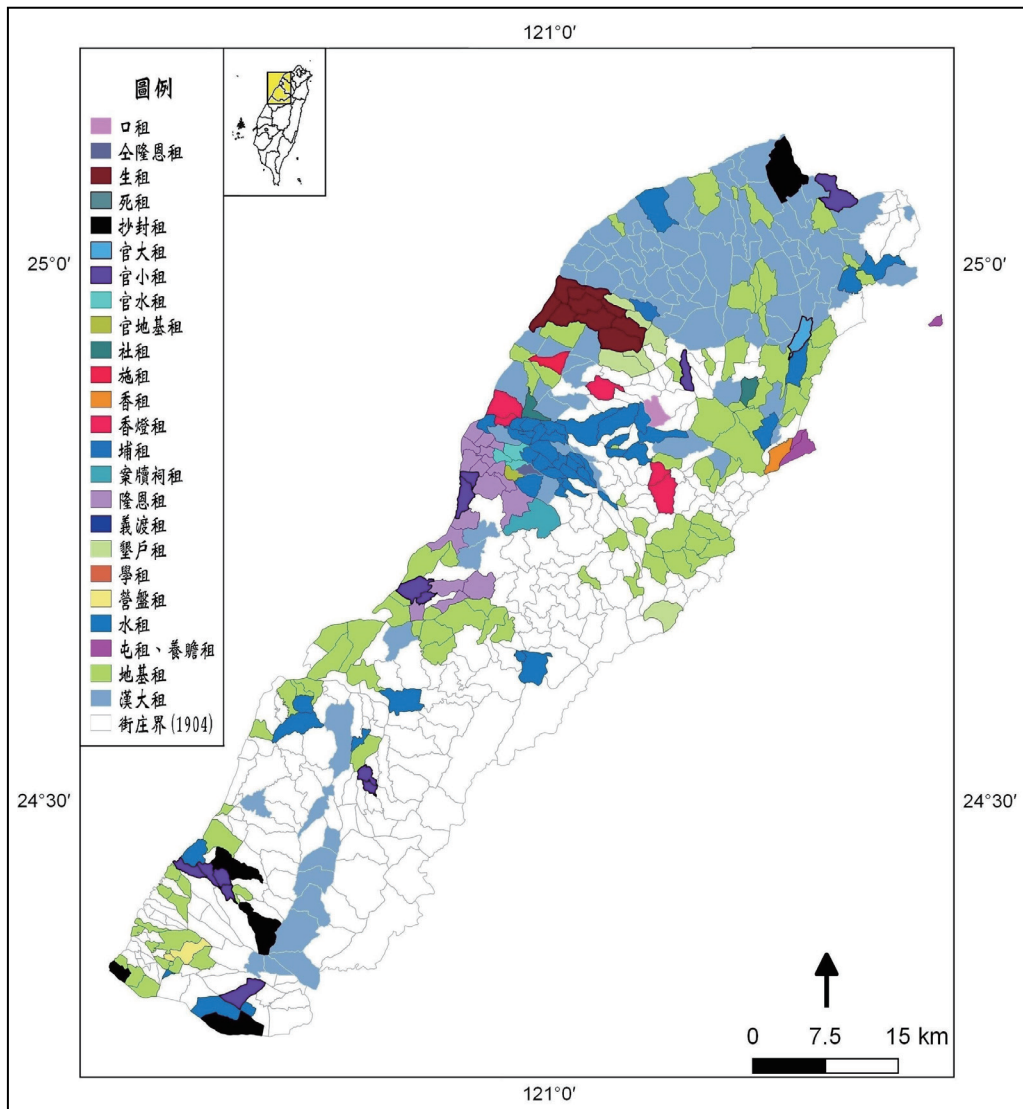 121°0′
圖例
口租
仝隆恩租
生租
死租
抄封租
官大租
官小租
官水租
官地基租
社租
施租
香租
香燈租
埔租
案牘祠租
隆恩租
義渡租
墾戶租
學租
營盤租
水租
屯租、養贍租
地基租
漢大租
街庄界(1904)
25°0′
25°0′
24°30′
24°30′
0 7.5 15 km
121°0′